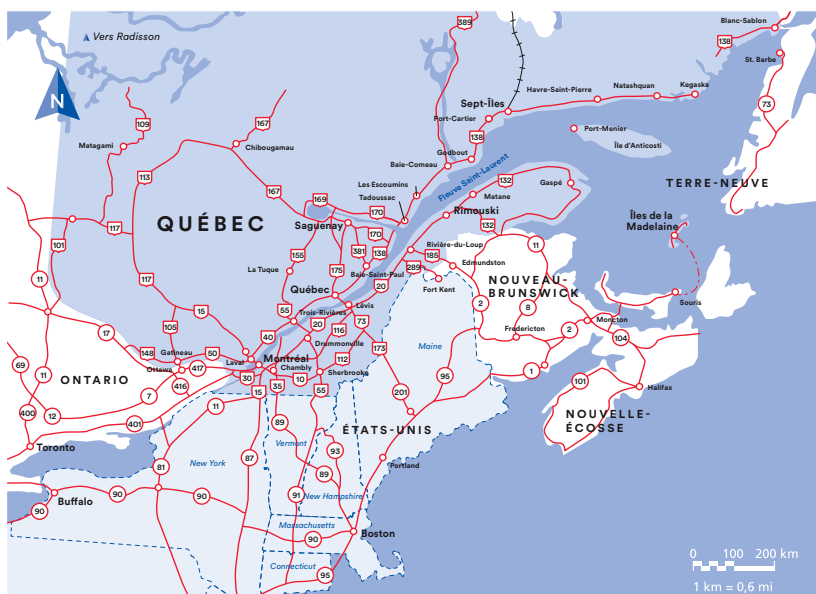 389
Blanc-Sablon
138
St. Barbe
Vers Radisson
N
Kegaska
Natashquan
Havre-Saint-Pierre
Sept-Îles
73
Port-Cartier
109
167
Port-Menier
138
Matagami
Chibougamau
Île d'Anticosti
Godbout
Baie-Comeau
Fleuve Saint-Laurent
113
TERRE-NEUVE
132
Gaspé
Les Escoumins
167
Matane
Tadoussac
169
170
Rimouski
Îles de la
Madelaine
QUÉBEC
Saguenay
132
117
170
101
11
381
138
Rivière-du-Loup
155
185
Edmundston
La Tuque
175
Baie-Saint-Paul
289
11
117
Fort Kent
NOUVEAU-
BRUNSWICK
20
Québec
2
8
Souris
Lévis
15
55
Trois-Rivières
Moncton
20
73
105
116
2
17
40
Fredericton
104
Drummonville
173
Maine
148
Gatineau
50
Laval
Montréal
112
69
Ottawa
417
Chambly
11
ONTARIO
30
10
Sherbrooke
95
1
101
416
35
Halifax
15
55
201
7
11
400
12
NOUVELLE-
ÉCOSSE
401
89
ÉTATS-UNIS
Toronto
Vermont
93
87
New York
81
Portland
89
90
90
91
New Hampshire
Buffalo
90
Massachusetts
Boston
90
0 100 200 km
Connecticut
95
1 km = 0,6 mi